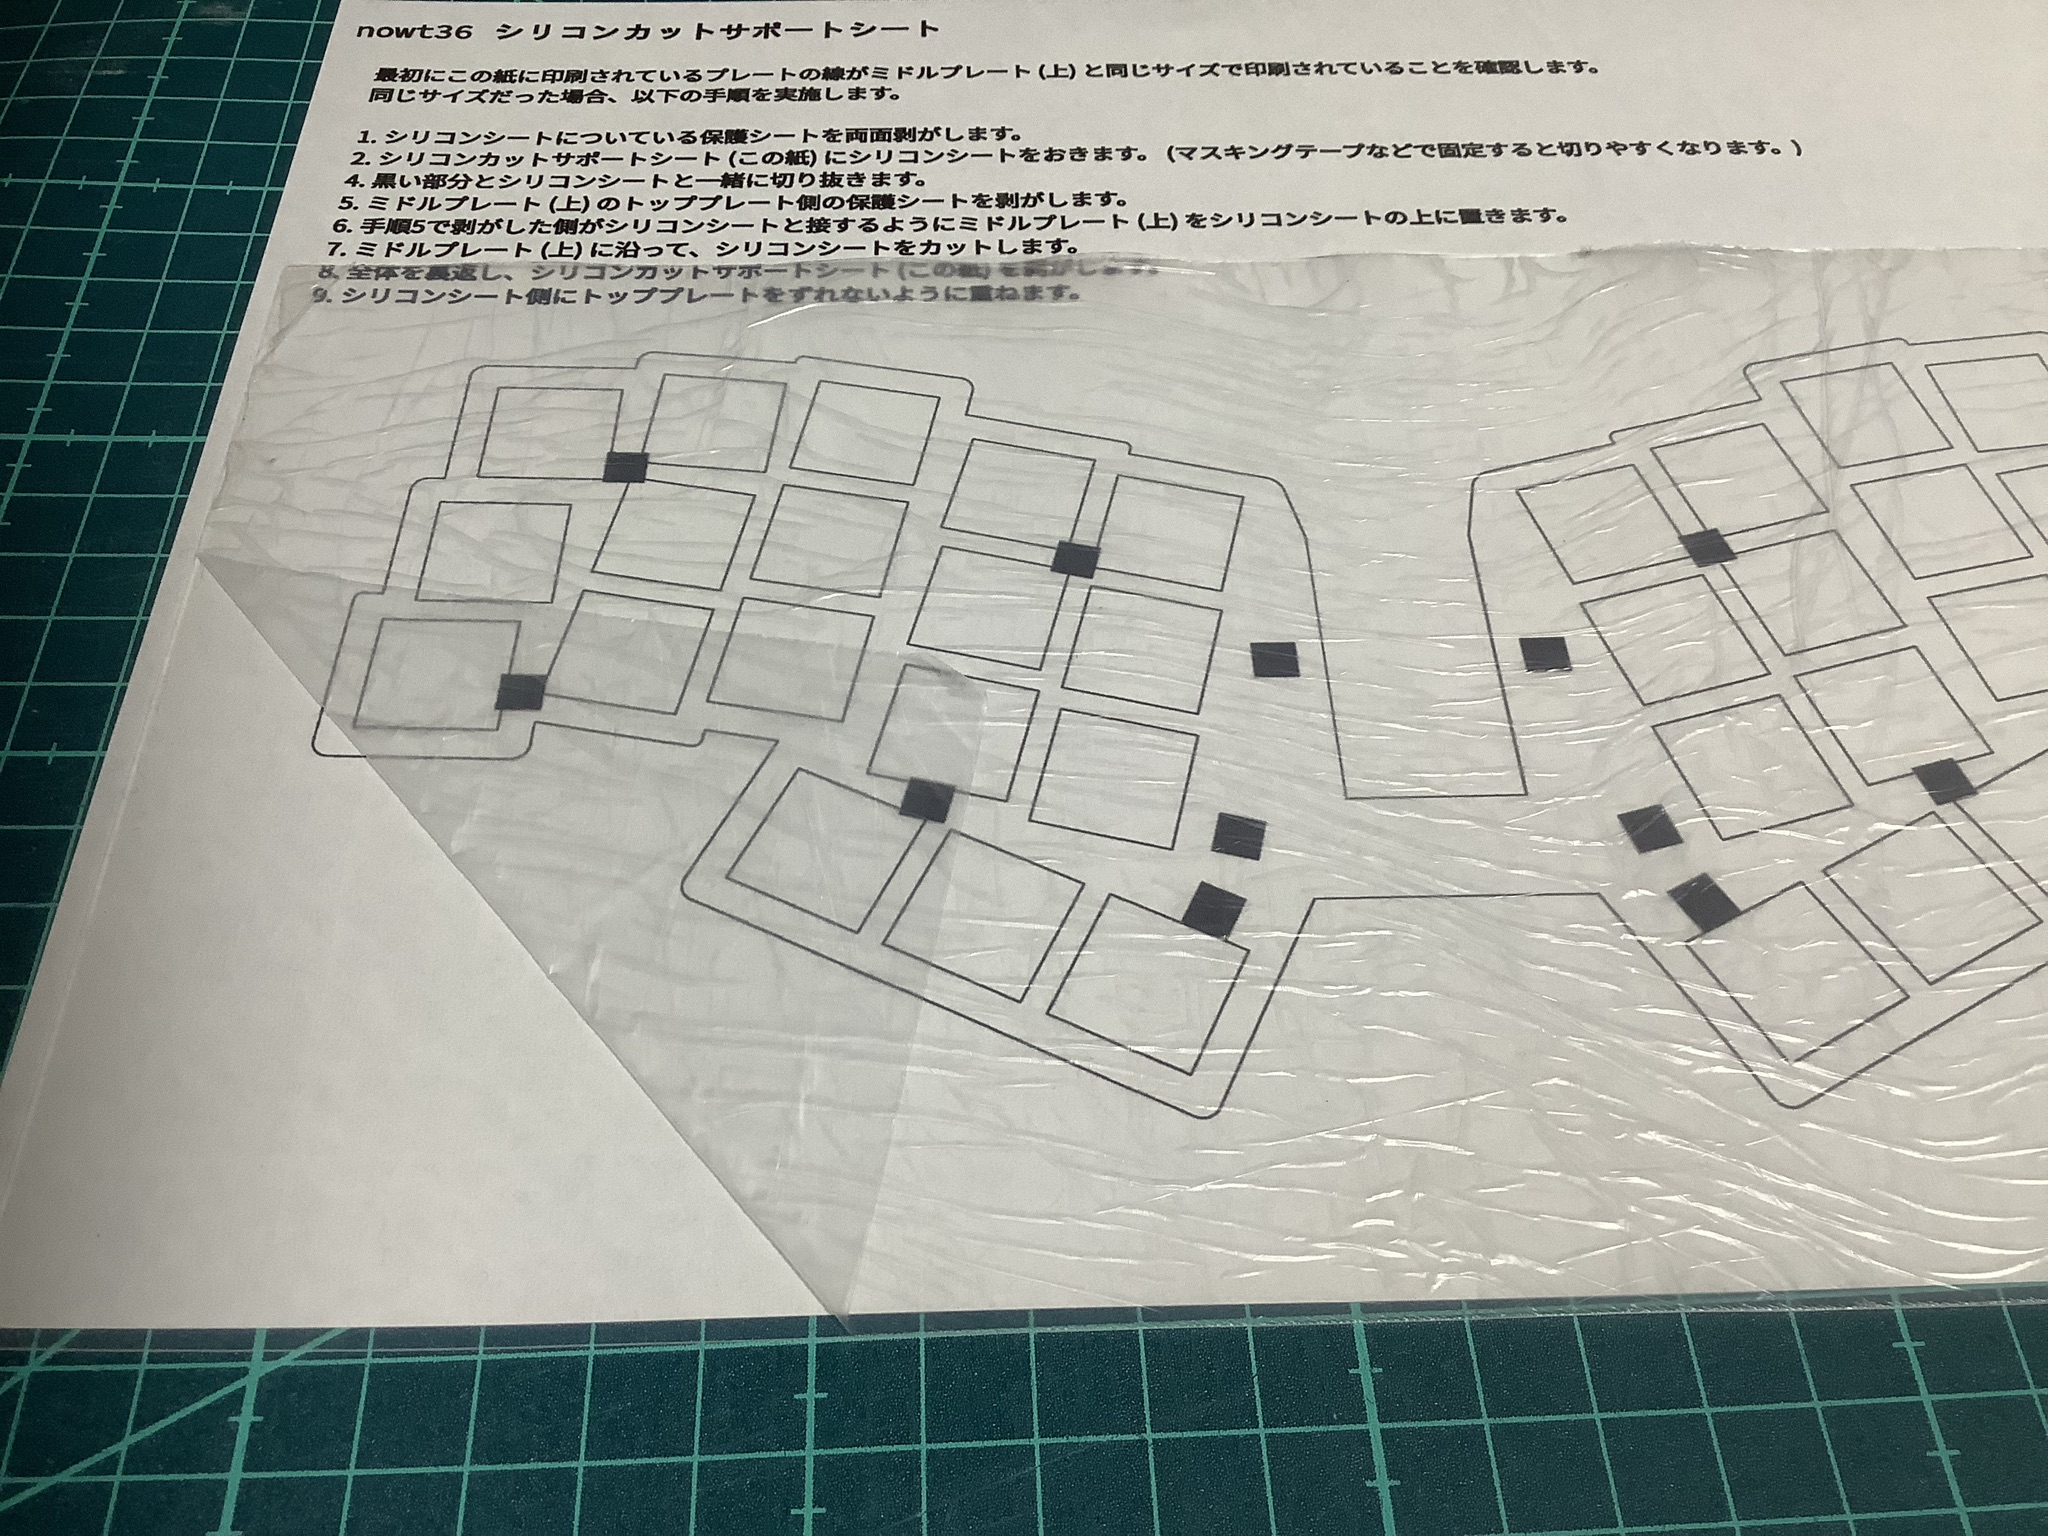 nowt36 シリコンカットサポートシート
最初にこの紙に印刷されているプレートの線がミドルプレート (上) と同じサイズで印刷されていることを確認します。
同じサイズだった場合、以下の手順を実施します。
1. シリコンシートについている保護シートを両面剥がします。
2. シリコンカットサポートシート (この紙) にシリコンシートをおきます。 (マスキングテープなどで固定すると切りやすくなります。)
4. 黒い部分とシリコンシートと一緒に切り抜きます。
5. ミドルプレート (上) のトッププレート側の保護シートを剥がします。
6. 手順5で剥がした側がシリコンシートと接するようにミドルプレート (上) をシリコンシートの上に置きます。
7. ミドルプレート (上) に沿って、シリコンシートをカットします。
8. 全体を裏返し、シリコンカットサポートシート (この紙) を剥がします。
9. シリコンシート側にトッププレートをずれないように重ねます。